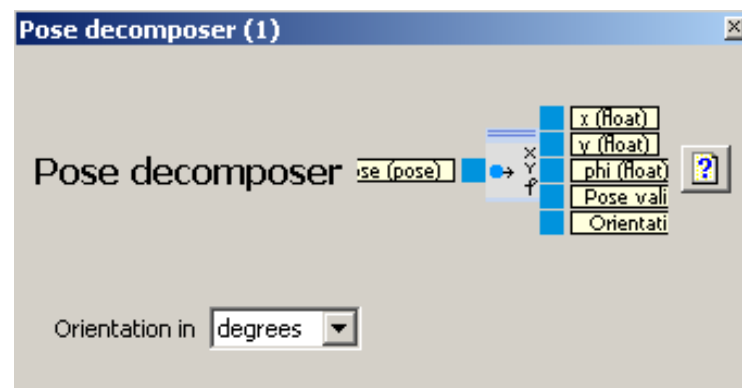 Pose decomposer (1)
Pose decomposer
se (pose)
X
Y
x (float)
y (float)
phi (float)
Pose vali
Orientati
?
Orientation in degrees